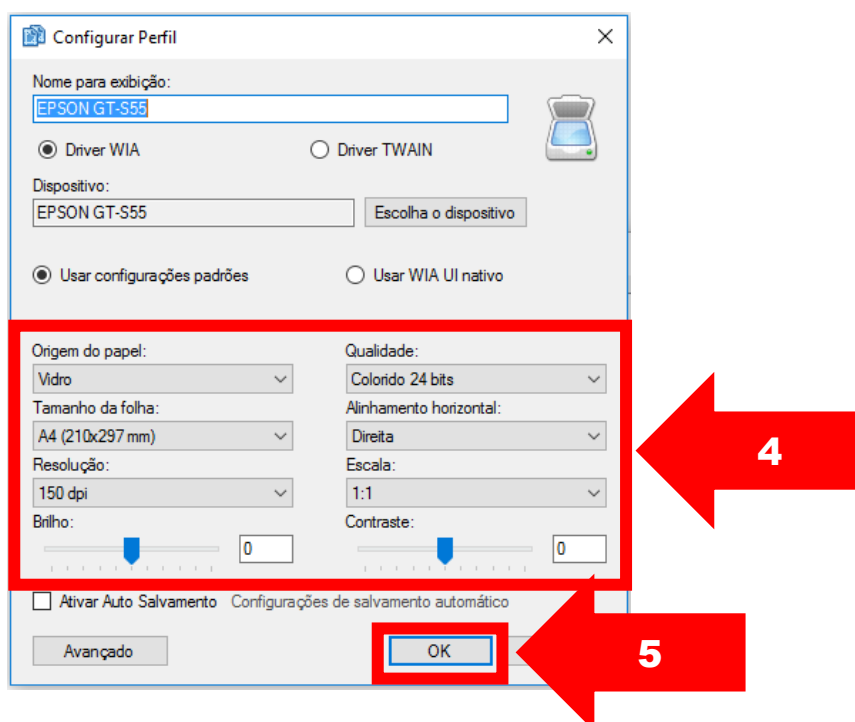 Configurar Perfil
Nome para exibição:
EPSON GT-S55
Driver WIA
Driver TWAIN
Dispositivo:
EPSON GT-S55
Escolha o dispositivo
Usar configurações padrões
Usar WIA UI nativo
Origem do papel:
Qualidade:
Vidro
Colorido 24 bits
Tamanho da folha:
Alinhamento horizontal:
A4 (210x297 mm)
Direita
4
Resolução:
Escala:
150 dpi
1:1
Brilho:
Contraste:
0
0
Ativar Auto Salvamento Configurações de salvamento automático
Avançado
OK
5